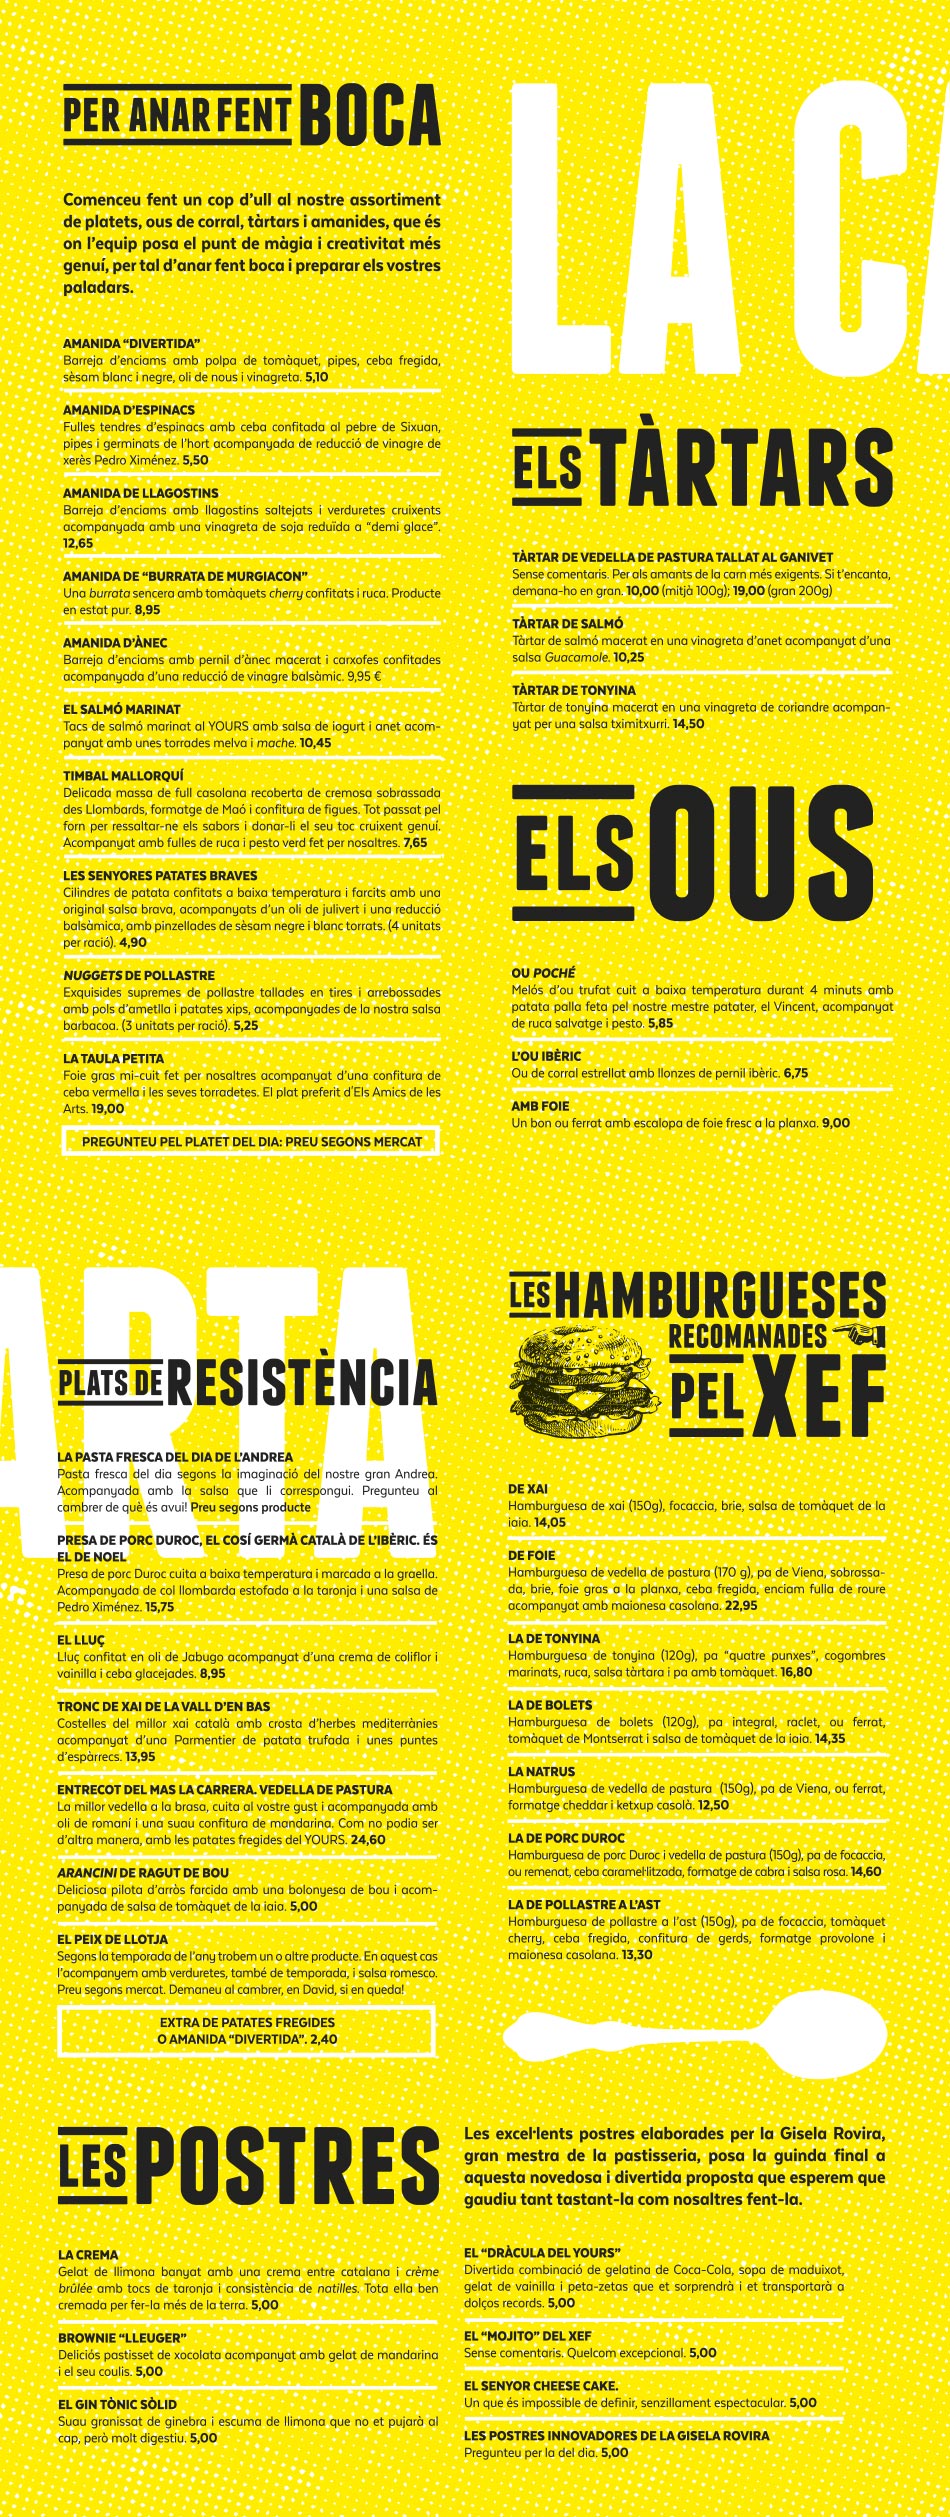 PER ANAR FENT BOCA
Comenceu fent un cop d'ull al nostre assortiment
de platets, ous de corral, tàrtars i amanides, que és
on l'equip posa el punt de màgia i creativitat més
genuí, per tal d'anar fent boca i preparar els vostres
paladars.
AMANIDA “DIVERTIDA”
Barreja d'enciams amb polpa de tomàquet, pipes, ceba fregida,
sèsam blanc i negre, oli de nous i vinagreta. 5,10
AMANIDA D'ESPINACS
Fulles tendres d'espinacs amb ceba confitada al pebre de Sixuan,
pipes i germinats de l'hort acompanyada de reducció de vinagre de
xerès Pedro Ximénez. 5,50
AMANIDA DE LLAGOSTINS
Barreja d'enciams amb llagostins saltejats i verduretes cruixents
acompanyada amb una vinagreta de soja reduïda a “demi glace”.
12,65
AMANIDA DE “BURRATA DE MURGIACON”
Una burrata sencera amb tomàquets cherry confitats i ruca. Producte
en estat pur. 8,95
AMANIDA D'ÀNEC
Barreja d'enciams amb pernil d'ànec macerat i carxofes confitades
acompanyada d'una reducció de vinagre balsàmic. 9,95 €
EL SALMÓ MARINAT
Tacs de salmó marinat al YOURS amb salsa de iogurt i anet acom-
panyat amb unes torrades melva i mache. 10,45
TIMBAL MALLORQUÍ
Delicada massa de full casolana recoberta de cremosa sobrassada
des Llombards, formatge de Maó i confitura de figues. Tot passat pel
forn per ressaltar-ne els sabors i donar-li el seu toc cruixent genuí.
Acompanyat amb fulles de ruca i pesto verd fet per nosaltres. 7,65
LES SENYORES PATATES BRAVES
Cilindres de patata confitats a baixa temperatura i farcits amb una
original salsa brava, acompanyats d'un oli de julivert i una reducció
balsàmica, amb pinzellades de sèsam negre i blanc torrats. (4 unitats
per ració). 4,90
NUGGETS DE POLLASTRE
Exquisides supremes de pollastre tallades en tires i arrebossades
amb pols d'ametlla i patates xips, acompanyades de la nostra salsa
barbacoa. (3 unitats per ració). 5,25
LA TAULA PETITA
Foie gras mi-cuit fet per nosaltres acompanyat d'una confitura de
ceba vermella i les seves torradetes. El plat preferit d'Els Amics de les
Arts. 19,00
PREGUNTEU PEL PLATET DEL DIA: PREU SEGONS MERCAT
LA CA
ELS TÀRTARS
TÀRTAR DE VEDELLA DE PASTURA TALLAT AL GANIVET
Sense comentaris. Per als amants de la carn més exigents. Si t'encanta,
demana-ho en gran. 10,00 (mitjà 100g); 19,00 (gran 200g)
TÀRTAR DE SALMÓ
Tàrtar de salmó macerat en una vinagreta d'anet acompanyat d'una
salsa Guacamole. 10,25
TÀRTAR DE TONYINA
Tàrtar de tonyina macerat en una vinagreta de coriandre acompan-
yat per una salsa tximitxurri. 14,50
ELS OUS
OU POCHÉ
Melós d'ou trufat cuit a baixa temperatura durant 4 minuts amb
patata palla feta pel nostre mestre patater, el Vincent, acompanyat
de ruca salvatge i pesto. 5,85
L'OU IBÈRIC
Ou de corral estrellat amb llonzes de pernil ibèric. 6,75
AMB FOIE
Un bon ou ferrat amb escalopa de foie fresc a la planxa. 9,00
ARTA
PLATS DE RESISTÈNCIA
LA PASTA FRESCA DEL DIA DE L'ANDREA
Pasta fresca del dia segons la imaginació del nostre gran Andrea.
Acompanyada amb la salsa que li correspongui. Pregunteu al
cambrer de què és avui! Preu segons producte
PRESA DE PORC DUROC, EL COSÍ GERMÀ CATALÀ DE L'IBÈRIC. ÉS
EL DE NOEL
Presa de porc Duroc cuita a baixa temperatura i marcada a la graella.
Acompanyada de col llombarda estofada a la taronja i una salsa de
Pedro Ximénez. 15,75
EL LLUÇ
Lluç confitat en oli de Jabugo acompanyat d'una crema de coliflor i
vainilla i ceba glacejades. 8,95
TRONC DE XAI DE LA VALL D'EN BAS
Costelles del millor xai català amb crosta d'herbes mediterrànies
acompanyat d'una Parmentier de patata trufada i unes puntes
d'espàrrecs. 13,95
ENTRECOT DEL MAS LA CARRERA. VEDELLA DE PASTURA
La millor vedella a la brasa, cuita al vostre gust i acompanyada amb
oli de romaní i una suau confitura de mandarina. Com no podia ser
d'altra manera, amb les patates fregides del YOURS. 24,60
ARANCINI DE RAGUT DE BOU
Deliciosa pilota d'arròs farcida amb una bolonyesa de bou i acom-
panyada de salsa de tomàquet de la iaia. 5,00
EL PEIX DE LLOTJA
Segons la temporada de l'any trobem un o altre producte. En aquest cas
l'acompanyem amb verduretes, també de temporada, i salsa romesco.
Preu segons mercat. Demaneu al cambrer, en David, si en queda!
EXTRA DE PATATES FREGIDES
O AMANIDA “DIVERTIDA”. 2,40
LES HAMBURGUESES
RECOMANADES
PEL XEF
DE XAI
Hamburguesa de xai (150g), focaccia, brie, salsa de tomàquet de la
iaia. 14,05
DE FOIE
Hamburguesa de vedella de pastura (170 g), pa de Viena, sobrassa-
da, brie, foie gras a la planxa, ceba fregida, enciam fulla de roure
acompanyat amb maionesa casolana. 22,95
LA DE TONYINA
Hamburguesa de tonyina (120g), pa “quatre punxes”, cogombres
marinats, ruca, salsa tàrtara i pa amb tomàquet. 16,80
LA DE BOLETS
Hamburguesa de bolets (120g), pa integral, raclet, ou ferrat,
tomàquet de Montserrat i salsa de tomàquet de la iaia. 14,35
LA NATRUS
Hamburguesa de vedella de pastura (150g), pa de Viena, ou ferrat,
formatge cheddar i ketxup casolà. 12,50
LA DE PORC DUROC
Hamburguesa de porc Duroc i vedella de pastura (150g), pa de focaccia,
ou remenat, ceba caramel·litzada, formatge de cabra i salsa rosa. 14,60
LA DE POLLASTRE A L'AST
Hamburguesa de pollastre a l'ast (150g), pa de focaccia, tomàquet
cherry, ceba fregida, confitura de gerds, formatge provolone i
maionesa casolana. 13,30
LES POSTRES
Les excel·lents postres elaborades per la Gisela Rovira,
gran mestra de la pastisseria, posa la guinda final a
aquesta novedosa i divertida proposta que esperem que
gaudiu tant tastant-la com nosaltres fent-la.
LA CREMA
Gelat de llimona banyat amb una crema entre catalana i crème
brûlée amb tocs de taronja i consistència de natilles. Tota ella ben
cremada per fer-la més de la terra. 5,00
BROWNIE “LLEUGER”
Deliciós pastisset de xocolata acompanyat amb gelat de mandarina
i el seu coulis. 5,00
EL GIN TÒNIC SÒLID
Suau granissat de ginebra i escuma de llimona que no et pujarà al
cap, però molt digestiu. 5,00
EL “DRÀCULA DEL YOURS”
Divertida combinació de gelatina de Coca-Cola, sopa de maduixot,
gelat de vainilla i peta-zetas que et sorprendrà i et transportarà a
dolços records. 5,00
EL “MOJITO” DEL XEF
Sense comentaris. Quelcom excepcional. 5,00
EL SENYOR CHEESE CAKE.
Un que és impossible de definir, senzillament espectacular. 5,00
LES POSTRES INNOVADORES DE LA GISELA ROVIRA
Pregunteu per la del dia. 5,00